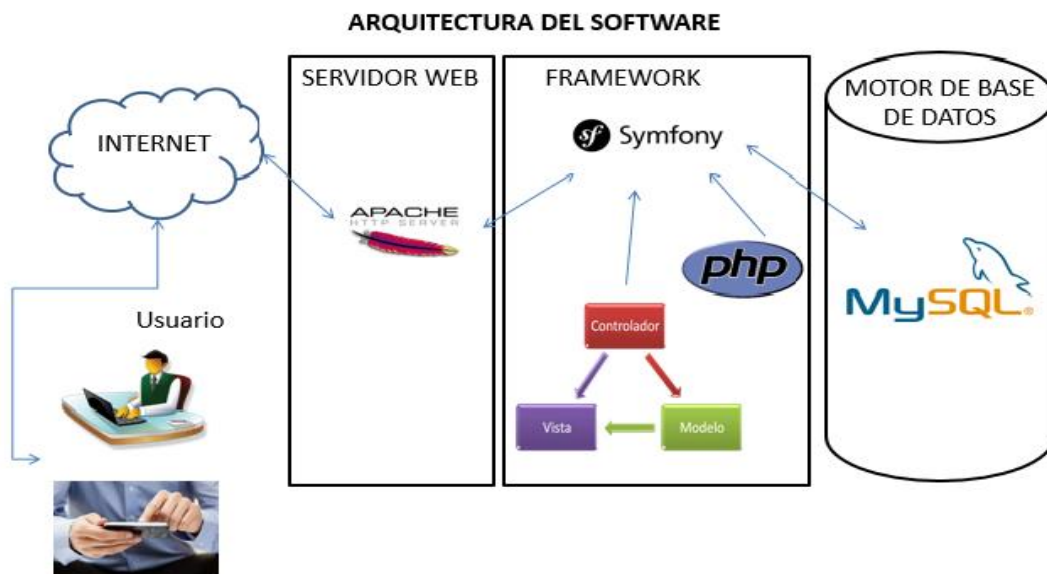 ARQUITECTURA DEL SOFTWARE
SERVIDOR WEB
FRAMEWORK
MOTOR DE BASE
DE DATOS
INTERNET
sf Symfony
APACHE
HTTP SERVER
php
MySQL®
Usuario
Controlador
Vista
Modelo